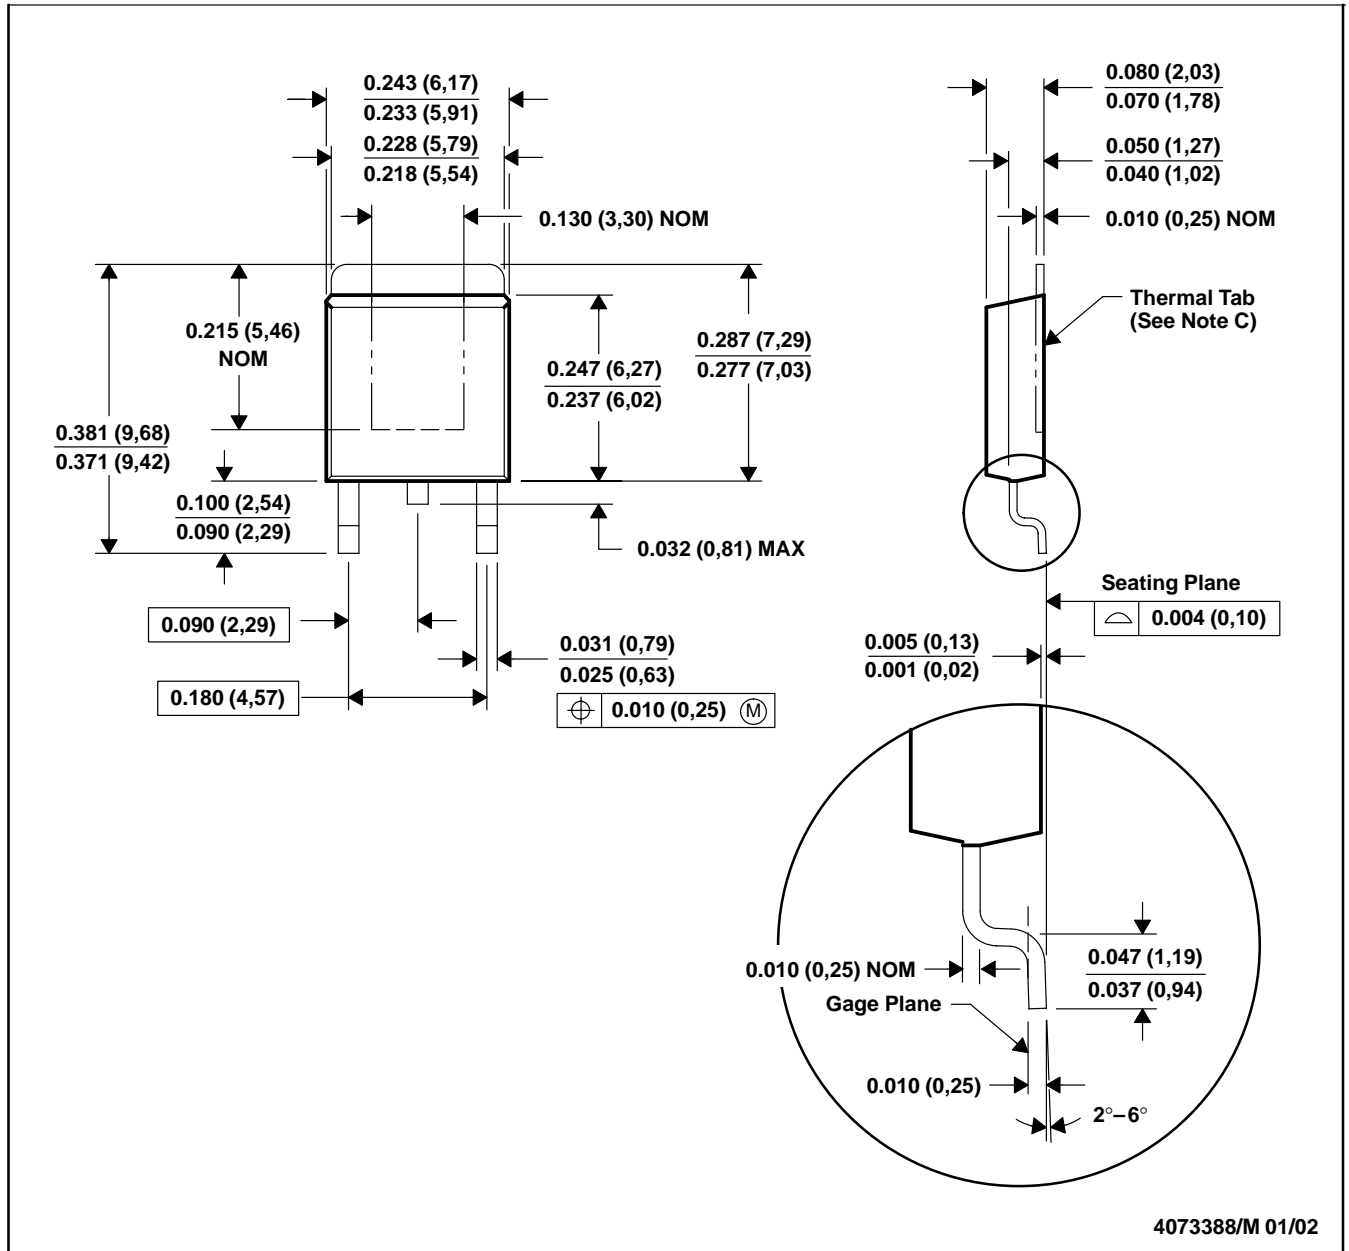 0.243 (6,17)
0.233 (5,91)
0.228 (5,79)
0.218 (5,54)
0.130 (3,30) NOM
0.215 (5,46)
NOM
0.247 (6,27)
0.237 (6,02)
0.287 (7,29)
0.277 (7,03)
0.381 (9,68)
0.371 (9,42)
0.100 (2,54)
0.090 (2,29)
0.032 (0,81) MAX
0.090 (2,29)
0.031 (0,79)
0.025 (0,63)
0.180 (4,57)
0.010 (0,25) Ⓜ
0.080 (2,03)
0.070 (1,78)
0.050 (1,27)
0.040 (1,02)
0.010 (0,25) NOM
Thermal Tab
(See Note C)
Seating Plane
0.004 (0,10)
0.005 (0,13)
0.001 (0,02)
0.010 (0,25) NOM
0.047 (1,19)
0.037 (0,94)
Gage Plane
0.010 (0,25)
2°–6°
4073388/M 01/02